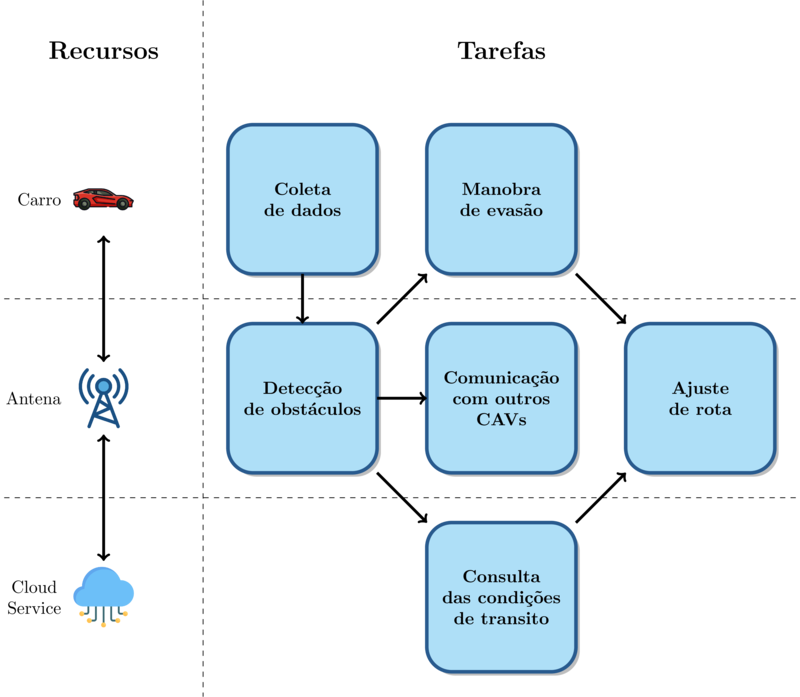 Recursos
Tarefas
Carro
Coleta
de dados
Manobra
de evasão
Antena
Detecção
de obstáculos
Comunicação
com outros
CAVs
Ajuste
de rota
Cloud
Service
Consulta
das condições
de transito